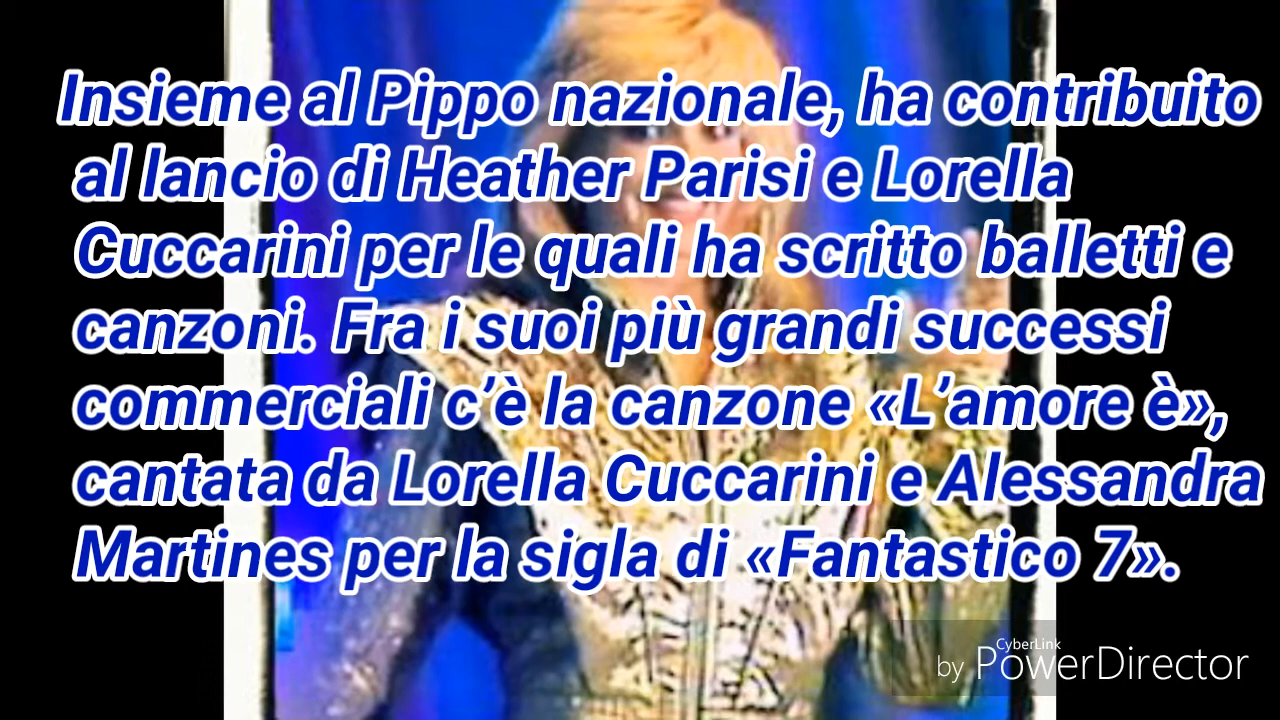 Insieme al Pippo nazionale, ha contribuito
al lancio di Heather Parisi e Lorella
Cuccarini per le quali ha scritto balletti e
canzoni. Fra i suoi più grandi successi
commerciali c’è la canzone «L’amore è»,
cantata da Lorella Cuccarini e Alessandra
Martines per la sigla di «Fantastico 7».
CyberLink
by PowerDirector